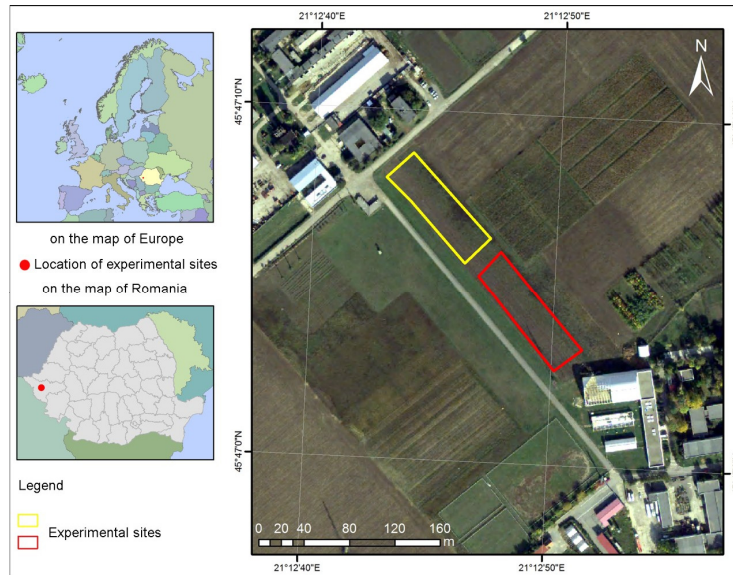 21°12'40"E
21°12'50"E
N
45°47'10"N
on the map of Europe
Location of experimental sites
on the map of Romania
45°47'0"N
Legend
Experimental sites
0 20 40 80 120 160
m
21°12'40"E
21°12'50"E